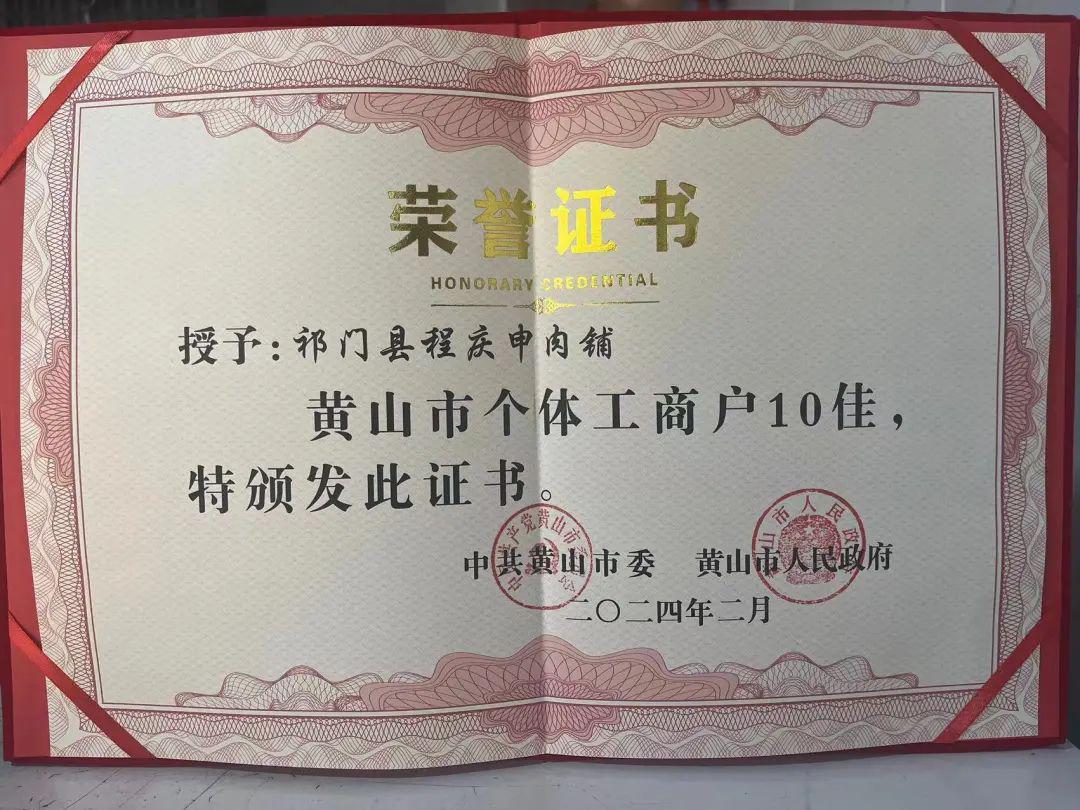 荣誉证书
HONORARY CREDENTIAL
授予:祁门县程庆申肉铺
黄山市个体工商户10佳，
特颁发此证书。
中共黄山市委 黄山市人民政府
二〇二四年二月